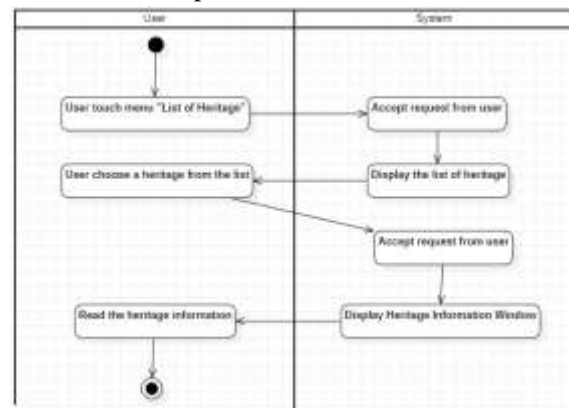 User
System
User touch menu "List of Heritage"
Accept request from user
User choose a heritage from the list
Display the list of heritage
Accept request from user
Read the heritage information
Display Heritage Information Window